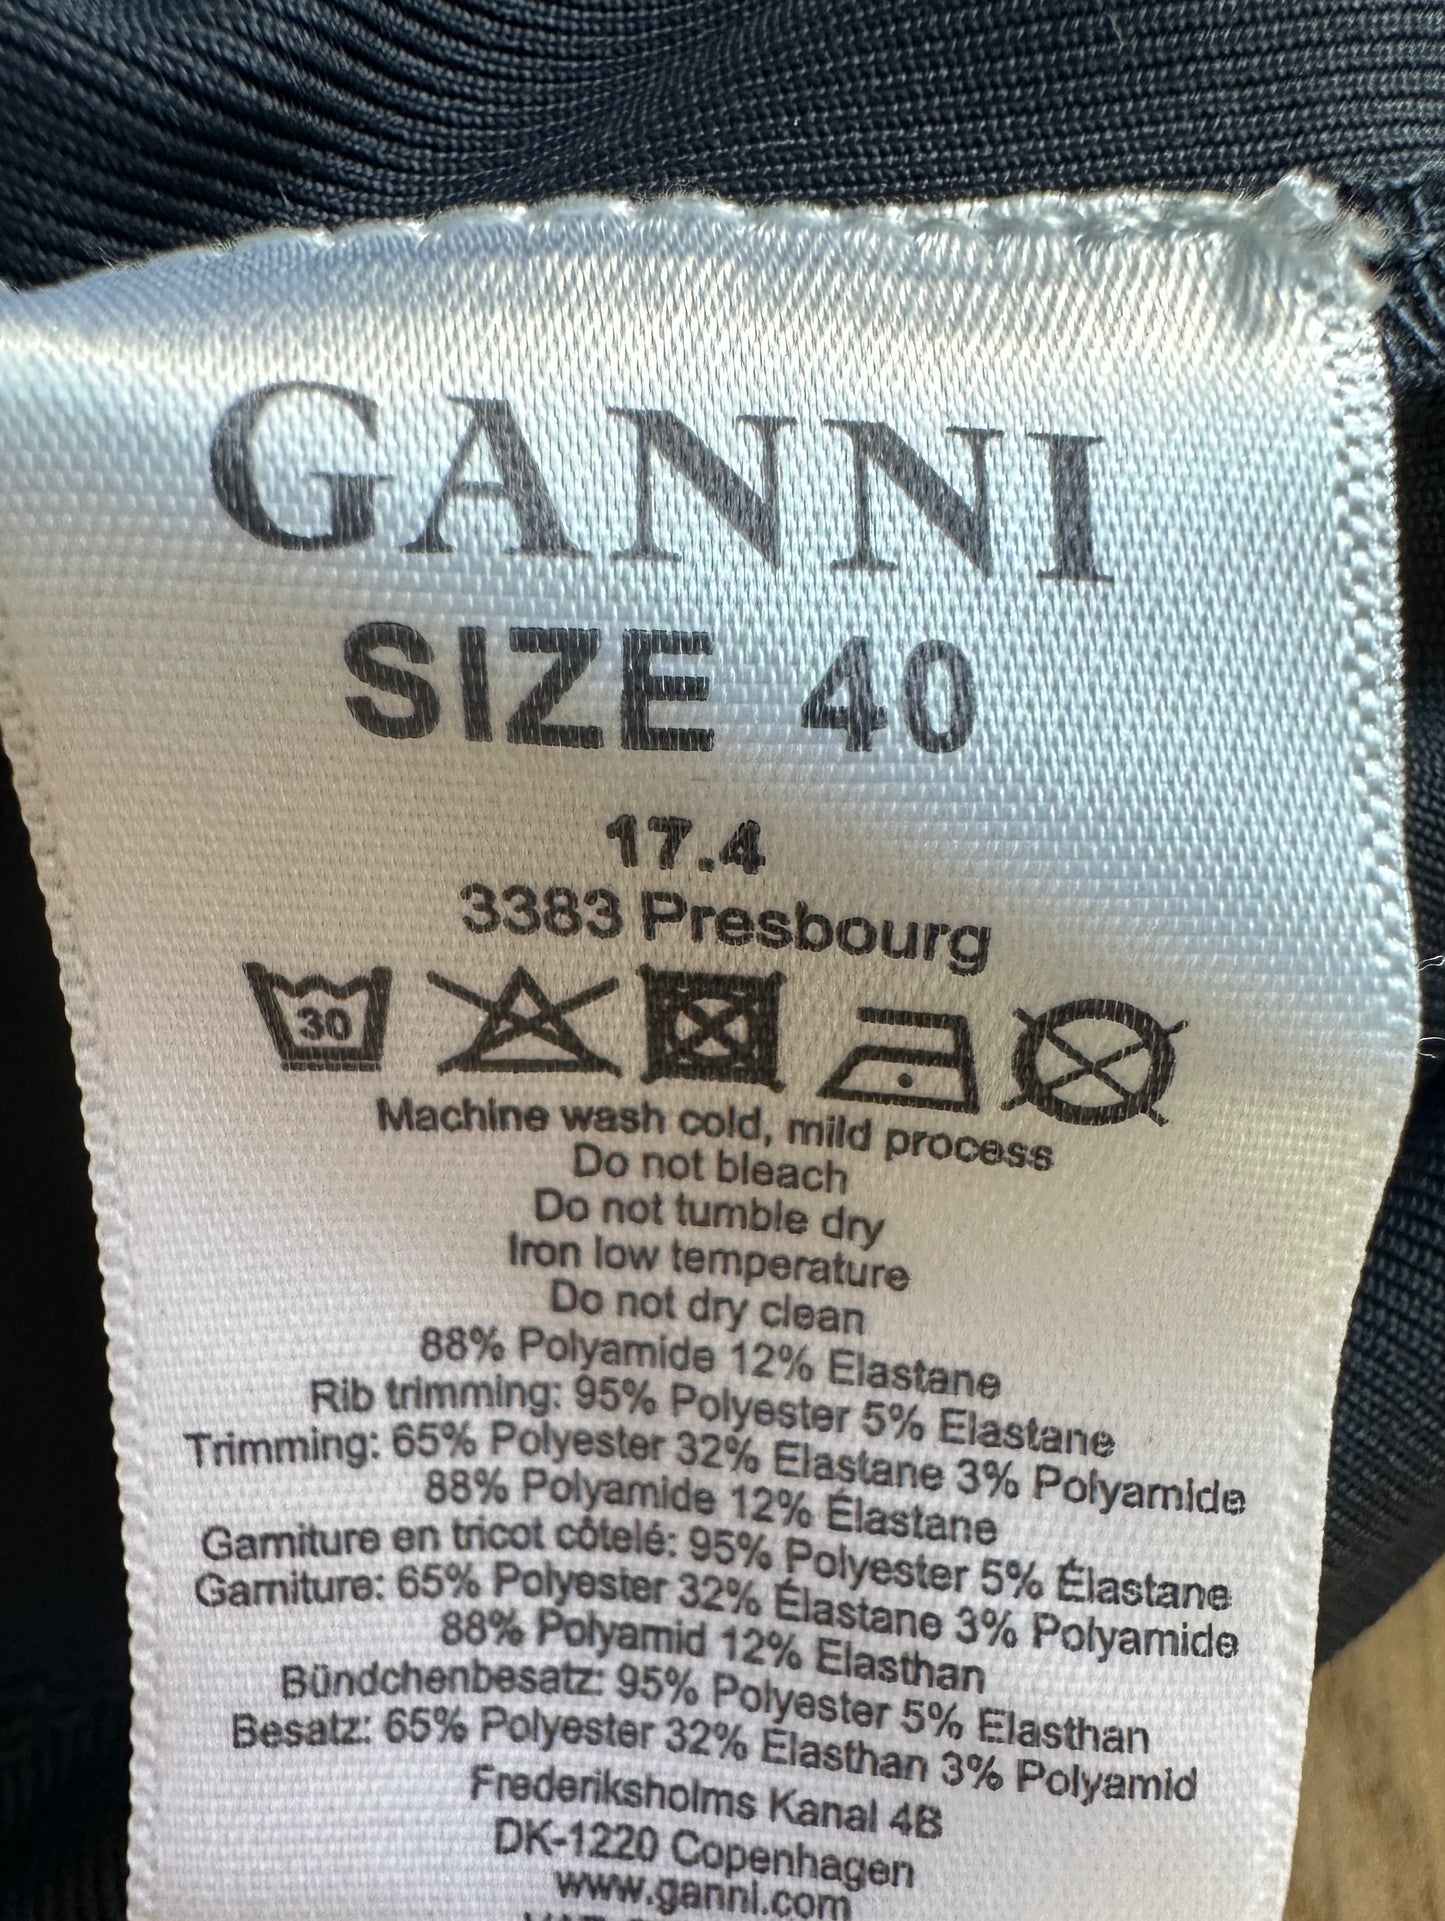 GANNI
SIZE 40
17.4
3383 Presbourg
30
Machine wash cold, mild process
Do not bleach
Do not tumble dry
Iron low temperature
Do not dry clean
88% Polyamide 12% Elastane
Rib trimming: 95% Polyester 5% Elastane
Trimming: 65% Polyester 32% Elastane 3% Polyamide
88% Polyamide 12% Élastane
Garniture en tricot côtelé: 95% Polyester 5% Élastane
Garniture: 65% Polyester 32% Élastane 3% Polyamide
88% Polyamid 12% Elasthan
Bündchenbesatz: 95% Polyester 5% Elasthan
Besatz: 65% Polyester 32% Elasthan 3% Polyamid
Frederiksholms Kanal 4B
DK-1220 Copenhagen
www.ganni.com